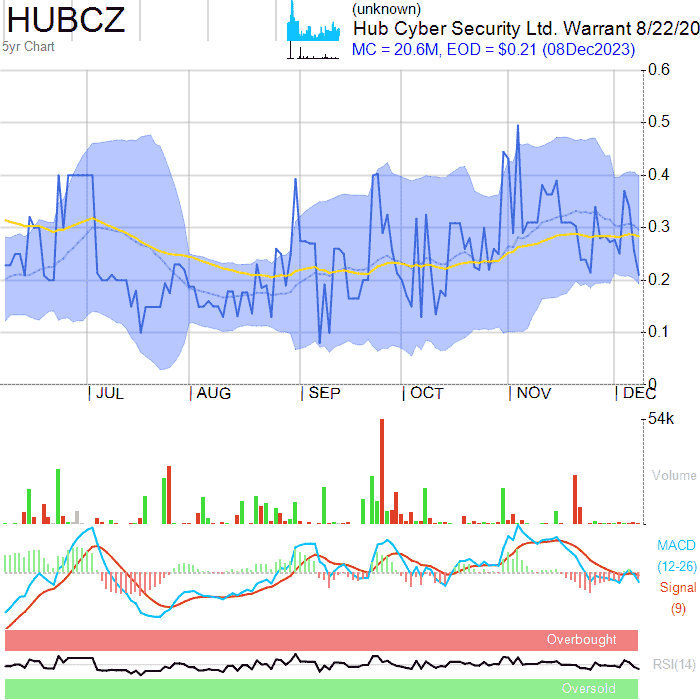 HUBCZ
5yr Chart
(unknown)
Hub Cyber Security Ltd. Warrant 8/22/20
MC = 20.6M, EOD = $0.21 (08Dec2023)
0.6
0.5
0.4
0.3
0.2
0.1
0
JUL AUG SEP OCT NOV DEC
54k
Volume
MACD
(12-26)
Signal
(9)
Overbought
RSI(14)
Oversold